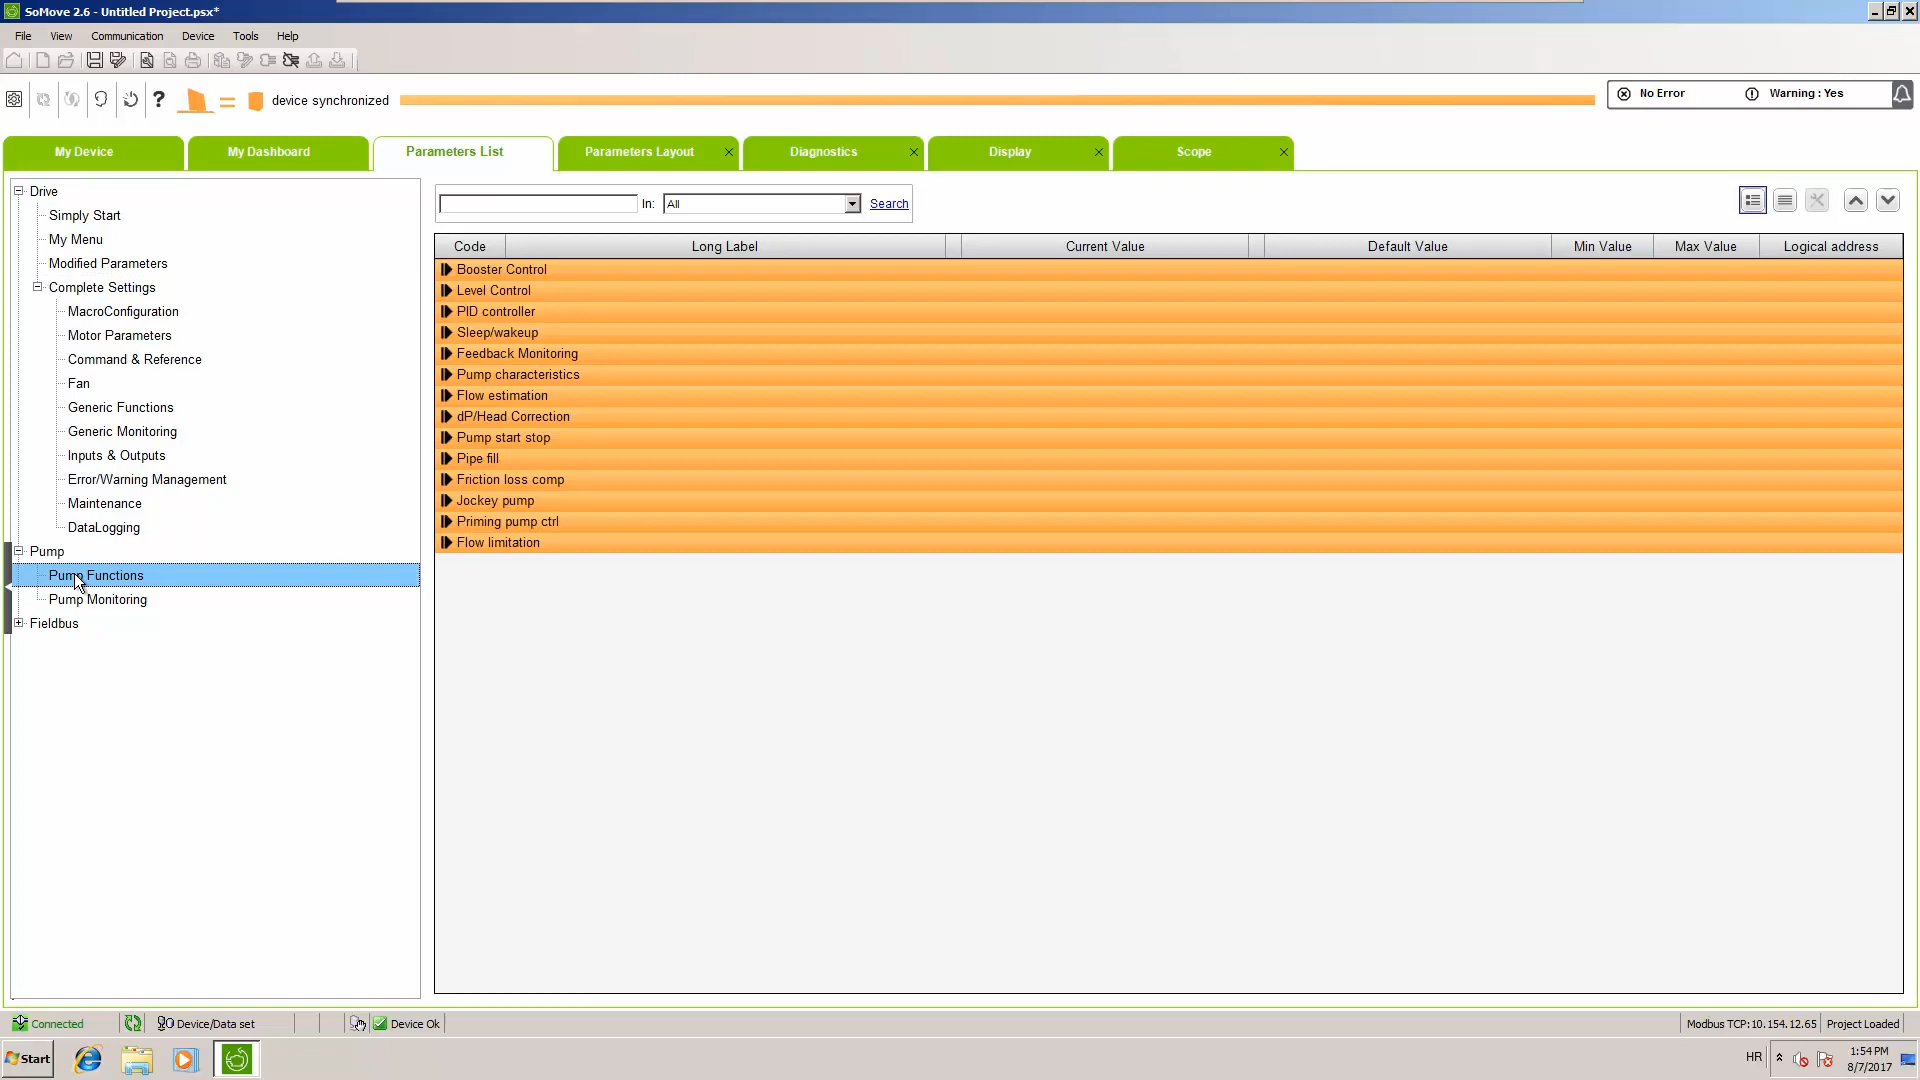 SoMove 2.6 - Untitled Project.psx*
File View Communication Device Tools Help
? = device synchronized No Error Warning : Yes
My Device My Dashboard Parameters List Parameters Layout Diagnostics Display Scope
Drive
Simply Start
My Menu
Modified Parameters
Complete Settings
MacroConfiguration
Motor Parameters
Command & Reference
Fan
Generic Functions
Generic Monitoring
Inputs & Outputs
Error/Warning Management
Maintenance
DataLogging
Pump
Pump Functions
Pump Monitoring
Fieldbus
In: All Search
Code Long Label Current Value Default Value Min Value Max Value Logical address
Booster Control
Level Control
PID controller
Sleep/wakeup
Feedback Monitoring
Pump characteristics
Flow estimation
dP/Head Correction
Pump start stop
Pipe fill
Friction loss comp
Jockey pump
Priming pump ctrl
Flow limitation
Connected Device/Data set Device Ok Modbus TCP:10.154.12.65 Project Loaded
Start HR 1:54 PM
8/7/2017